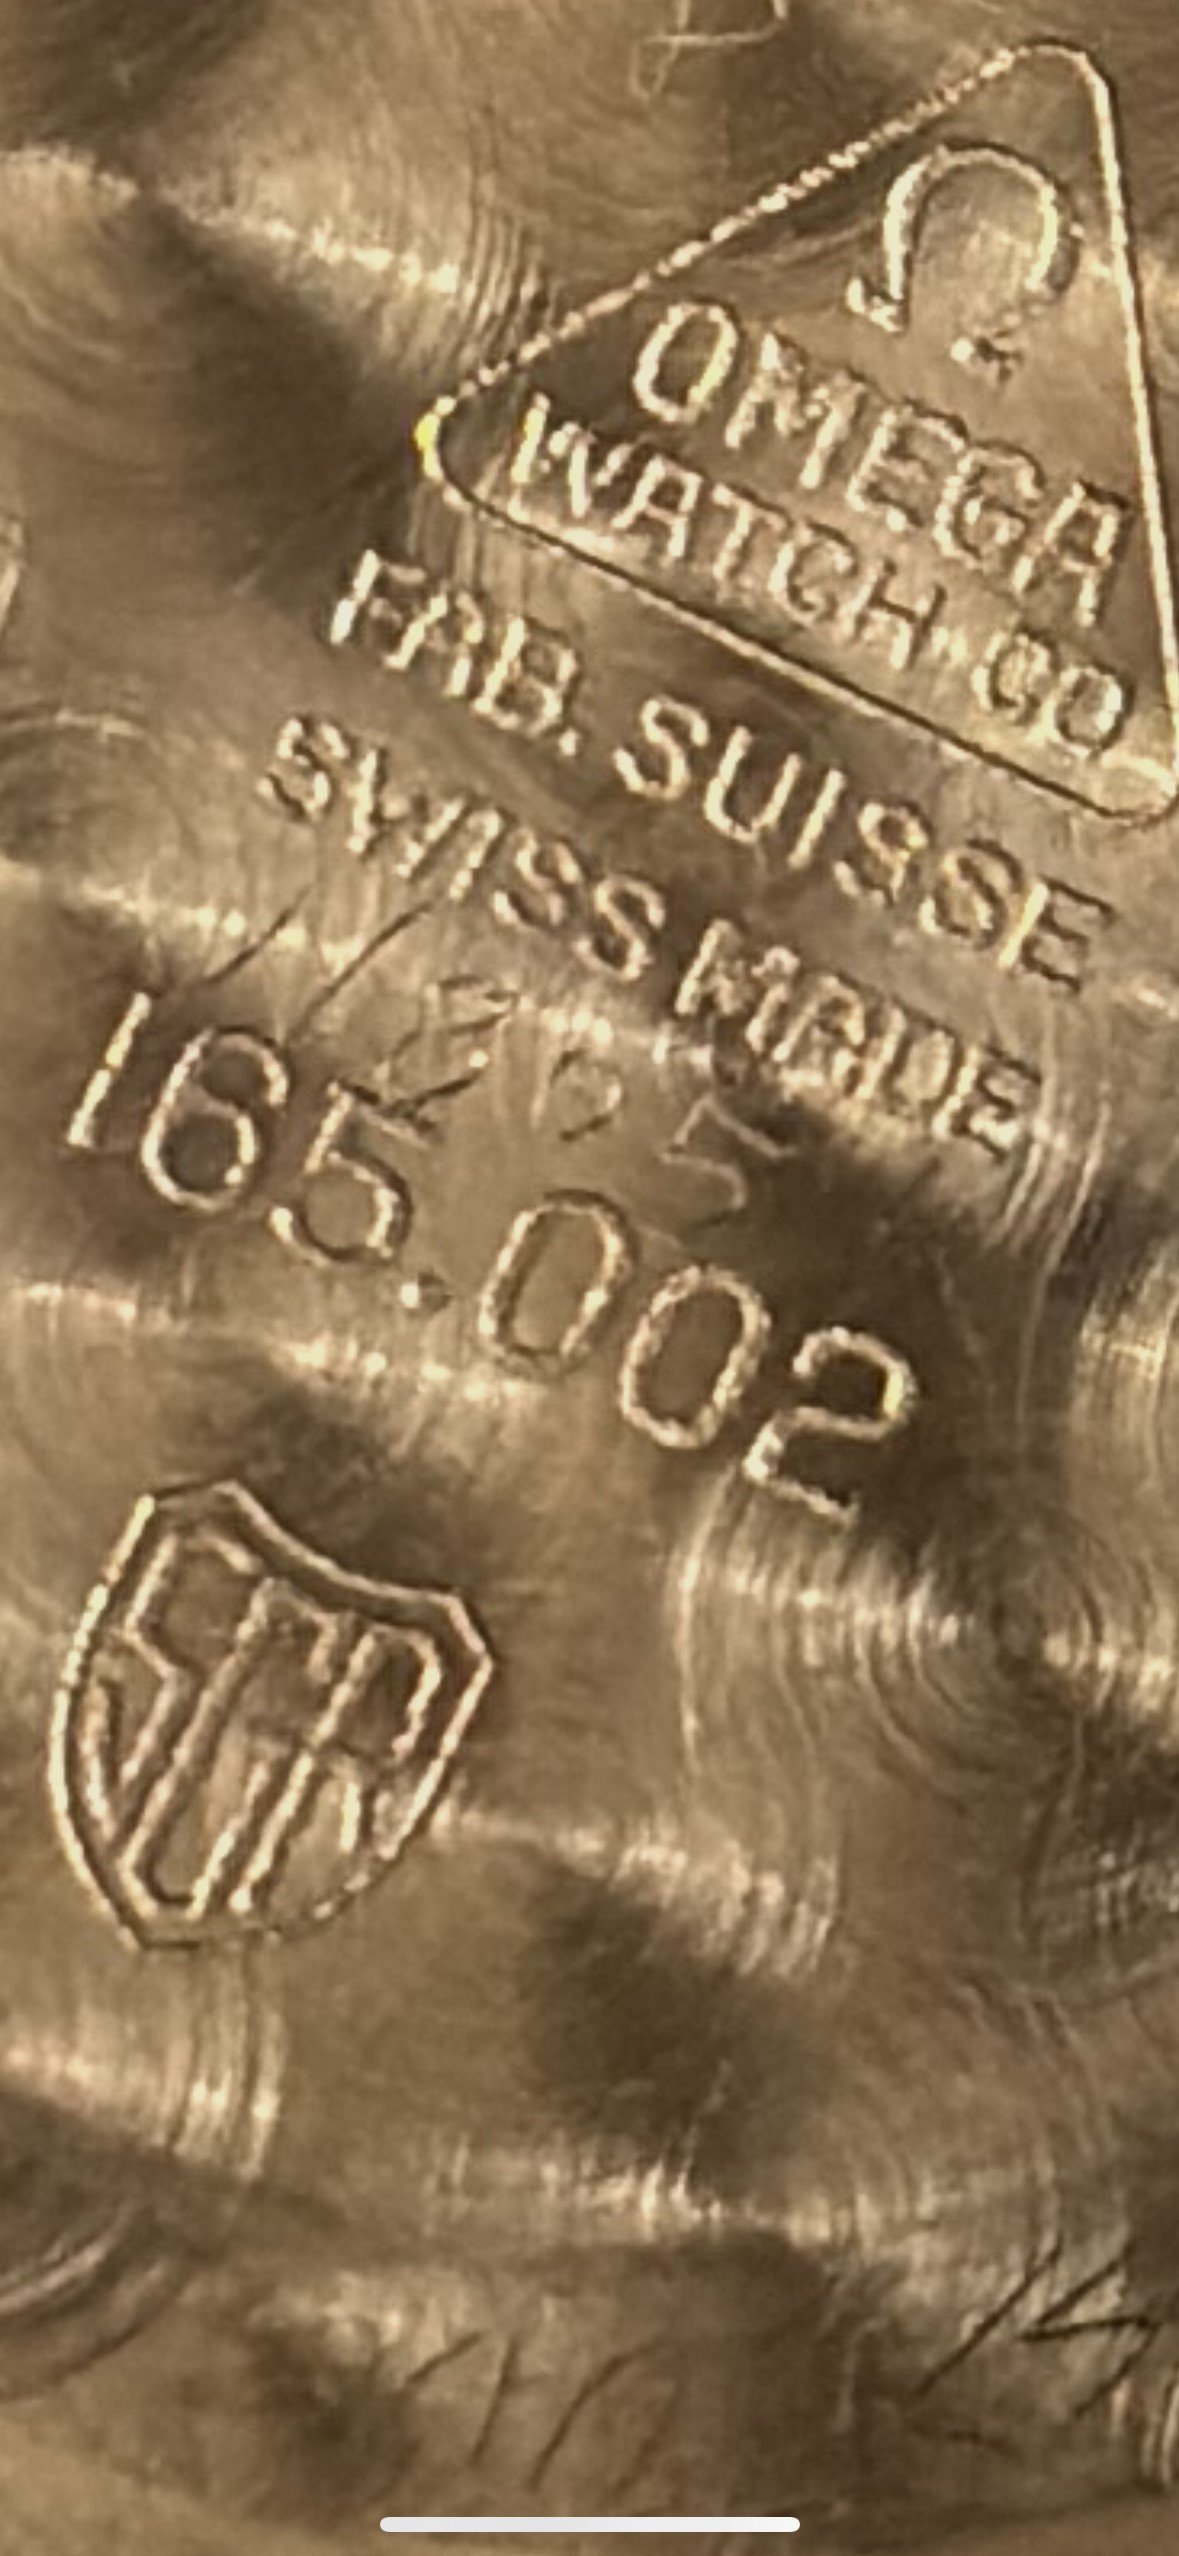 Ω
OMEGA
WATCH CO
FAB. SUISSE
SWISS MADE
165.002